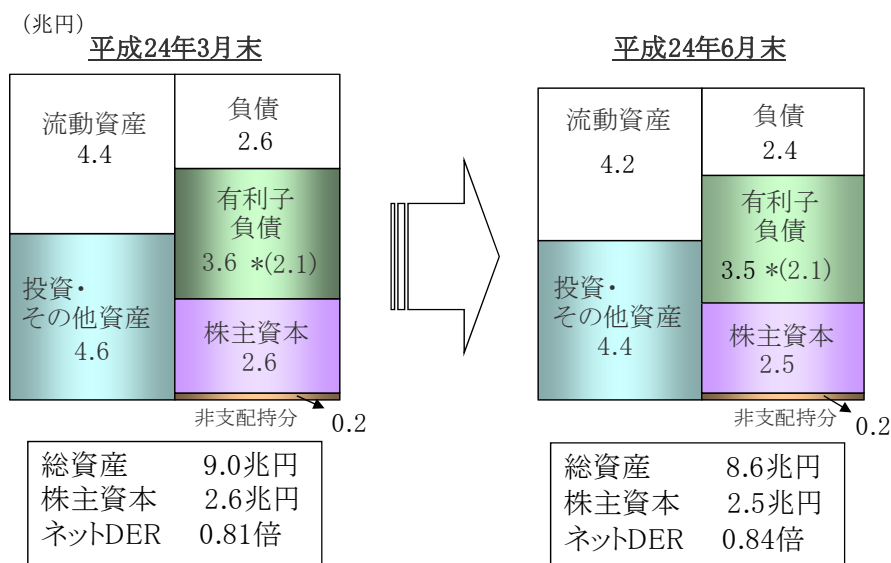 (兆円)
平成24年3月末
流動資産
4.4
負債
2.6
有利子
負債
3.6 *(2.1)
投資・
その他資産
4.6
株主資本
2.6
非支配持分
0.2
総資産 9.0兆円
株主資本 2.6兆円
ネットDER 0.81倍
平成24年6月末
流動資産
4.2
負債
2.4
有利子
負債
3.5 *(2.1)
投資・
その他資産
4.4
株主資本
2.5
非支配持分
0.2
総資産 8.6兆円
株主資本 2.5兆円
ネットDER 0.84倍